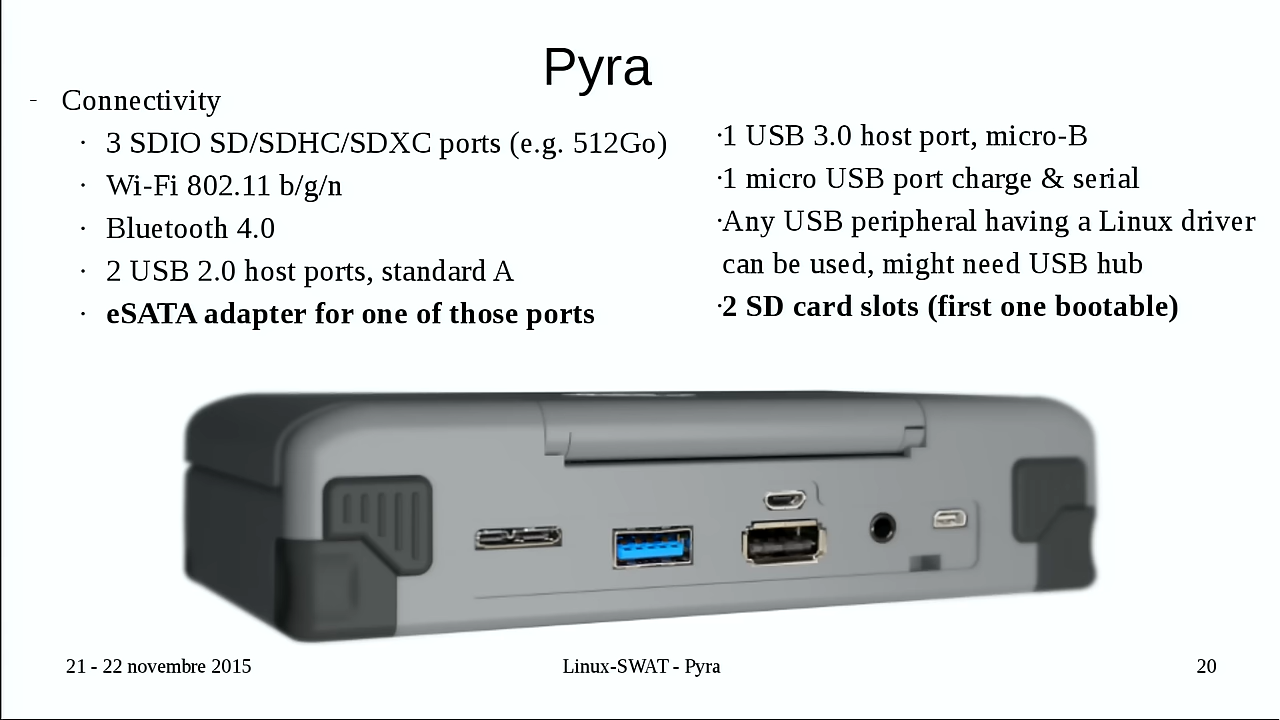 Pyra
- Connectivity
· 3 SDIO SD/SDHC/SDXC ports (e.g. 512Go)
· Wi-Fi 802.11 b/g/n
· Bluetooth 4.0
· 2 USB 2.0 host ports, standard A
· eSATA adapter for one of those ports
·1 USB 3.0 host port, micro-B
·1 micro USB port charge & serial
·Any USB peripheral having a Linux driver
can be used, might need USB hub
·2 SD card slots (first one bootable)
21 - 22 novembre 2015
Linux-SWAT - Pyra
20